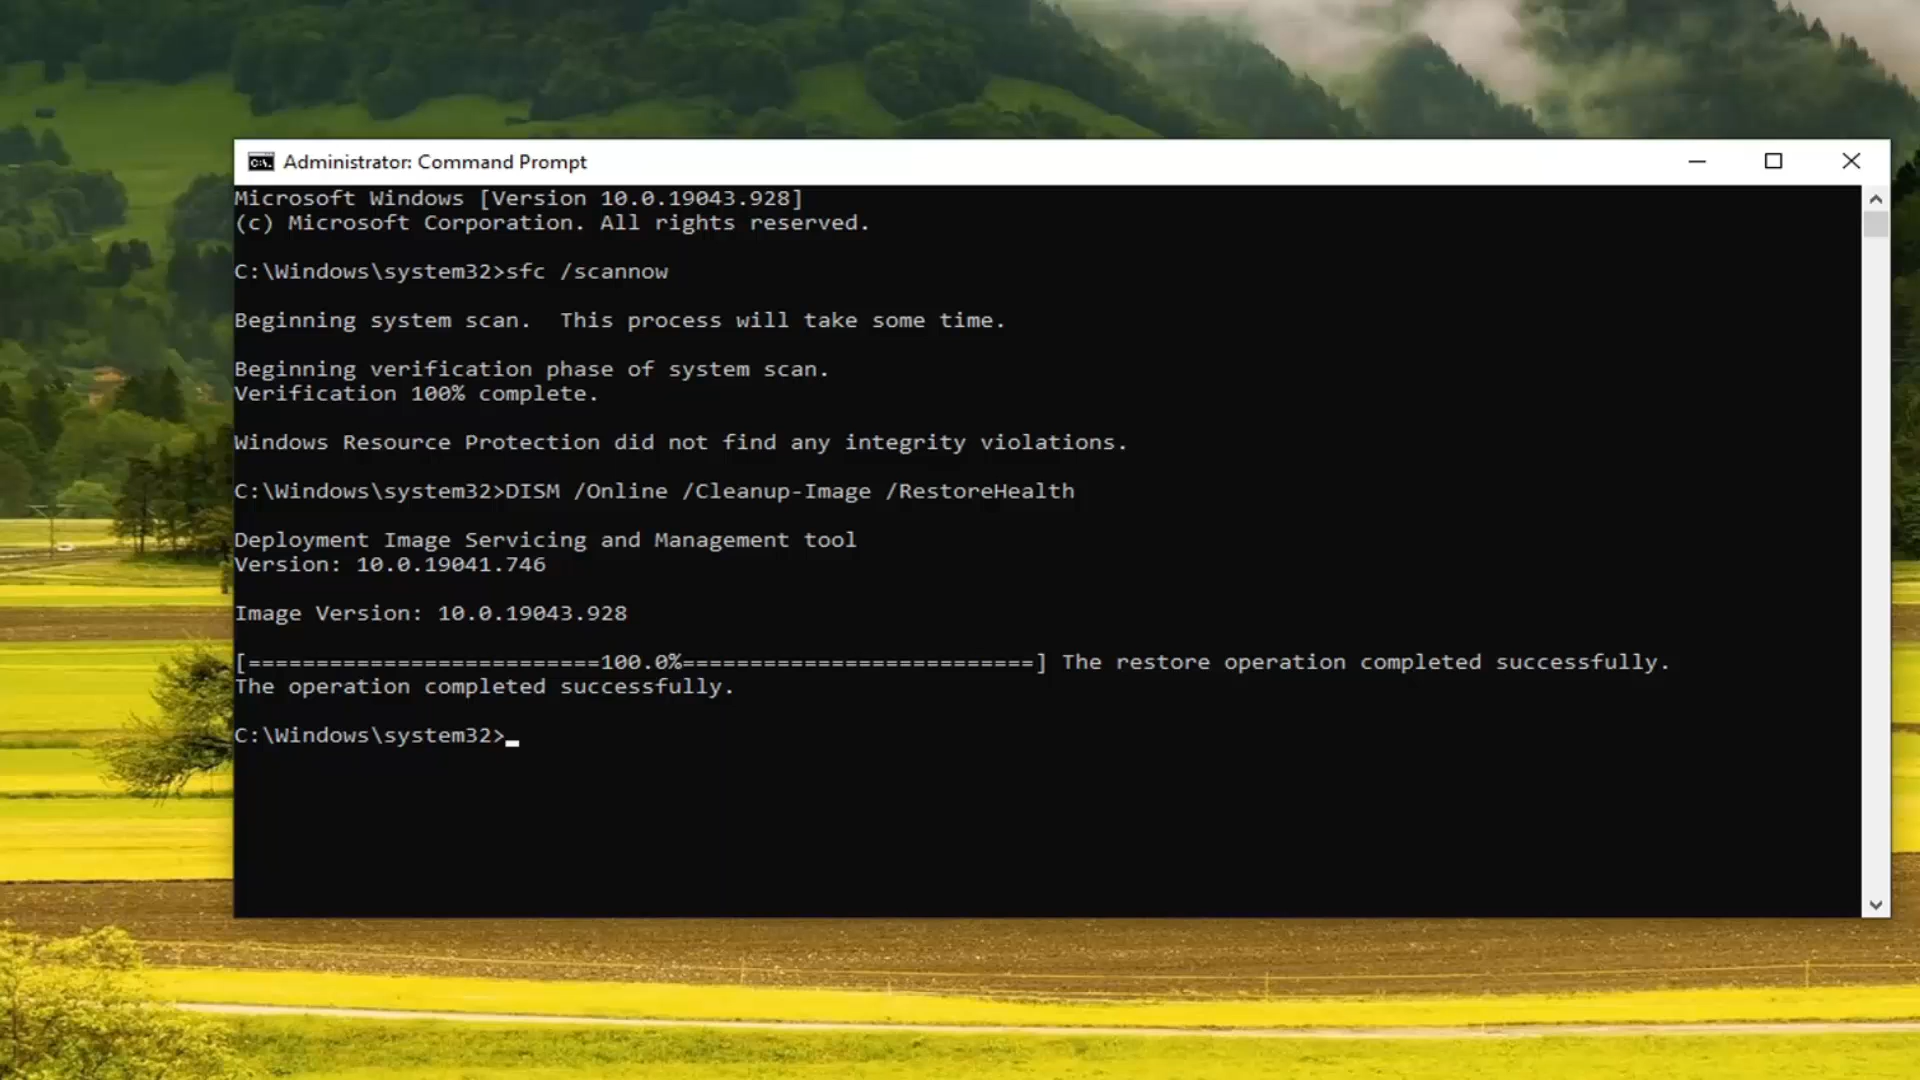 Administrator: Command Prompt
Microsoft Windows [Version 10.0.19043.928]
(c) Microsoft Corporation. All rights reserved.
C:\Windows\system32>sfc /scannow
Beginning system scan.  This process will take some time.
Beginning verification phase of system scan.
Verification 100% complete.
Windows Resource Protection did not find any integrity violations.
C:\Windows\system32>DISM /Online /Cleanup-Image /RestoreHealth
Deployment Image Servicing and Management tool
Version: 10.0.19041.746
Image Version: 10.0.19043.928
[==========================100.0%==========================] The restore operation completed successfully.
The operation completed successfully.
C:\Windows\system32>